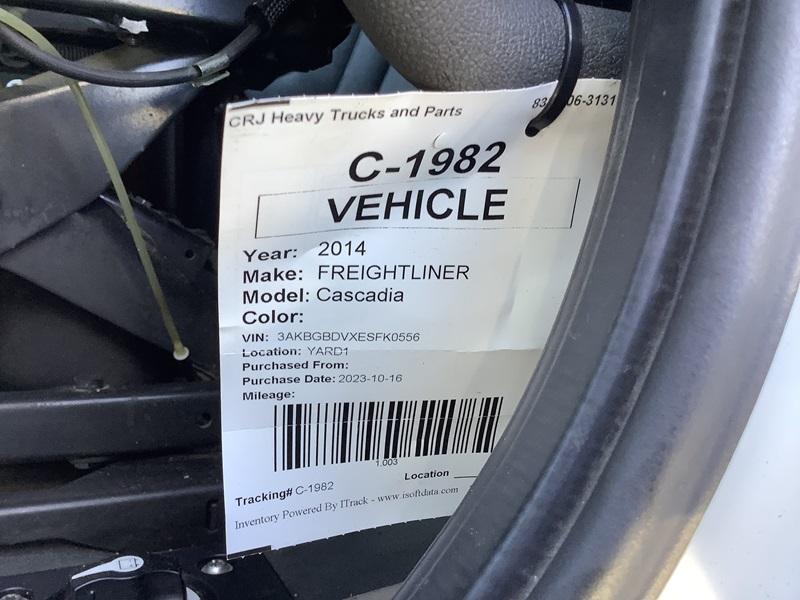 CRJ Heavy Trucks and Parts
06-3131
C-1982
VEHICLE
Year: 2014
Make: FREIGHTLINER
Model: Cascadia
Color:
VIN: 3AKBGBDVXESFK0556
Location: YARD1
Purchased From:
Purchase Date: 2023-10-16
Mileage:
1.003
Location
Tracking# C-1982
Inventory Powered By ITrack - www.isoftdata.com